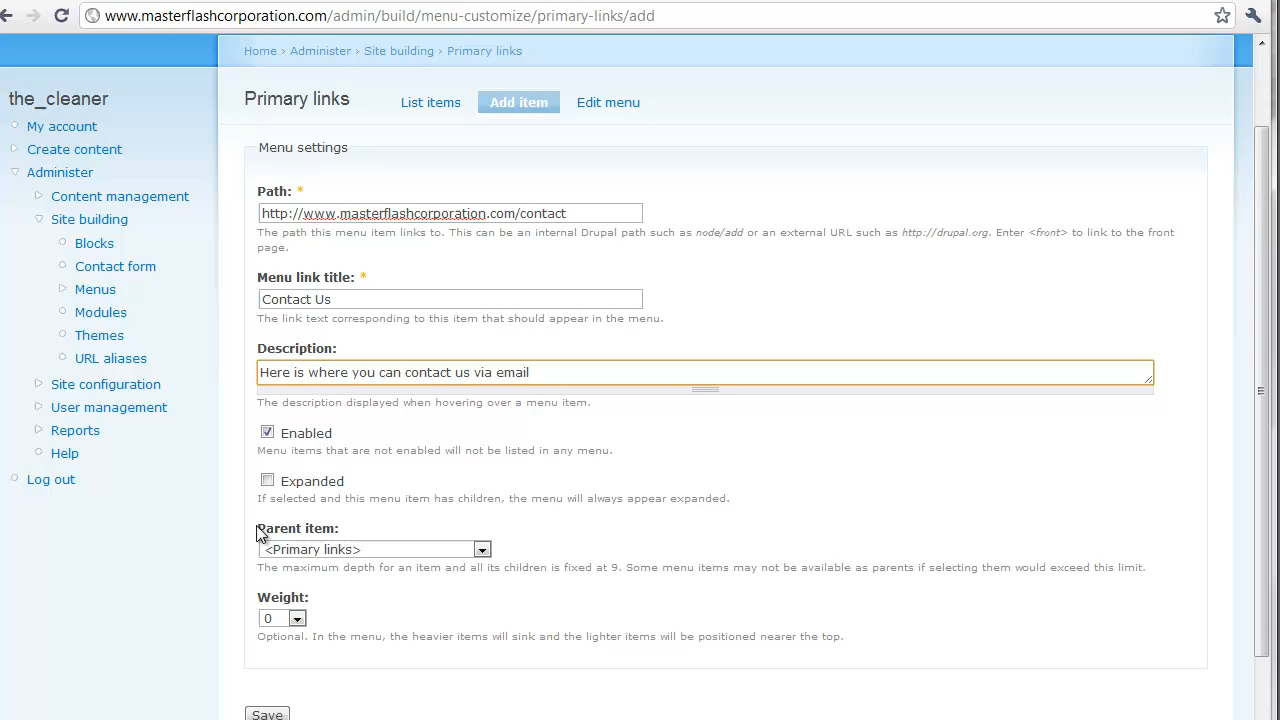 www.masterflashcorporation.com/admin/build/menu-customize/primary-links/add
Home › Administer › Site building › Primary links
the_cleaner
My account
Create content
Administer
Content management
Site building
Blocks
Contact form
Menus
Modules
Themes
URL aliases
Site configuration
User management
Reports
Help
Log out
Primary links
List items
Add item
Edit menu
Menu settings
Path: *
http://www.masterflashcorporation.com/contact
The path this menu item links to. This can be an internal Drupal path such as node/add or an external URL such as http://drupal.org. Enter <front> to link to the front
page.
Menu link title: *
Contact Us
The link text corresponding to this item that should appear in the menu.
Description:
Here is where you can contact us via email
The description displayed when hovering over a menu item.
Enabled
Menu items that are not enabled will not be listed in any menu.
Expanded
If selected and this menu item has children, the menu will always appear expanded.
Parent item:
<Primary links>
The maximum depth for an item and all its children is fixed at 9. Some menu items may not be available as parents if selecting them would exceed this limit.
Weight:
0
Optional. In the menu, the heavier items will sink and the lighter items will be positioned nearer the top.
Save